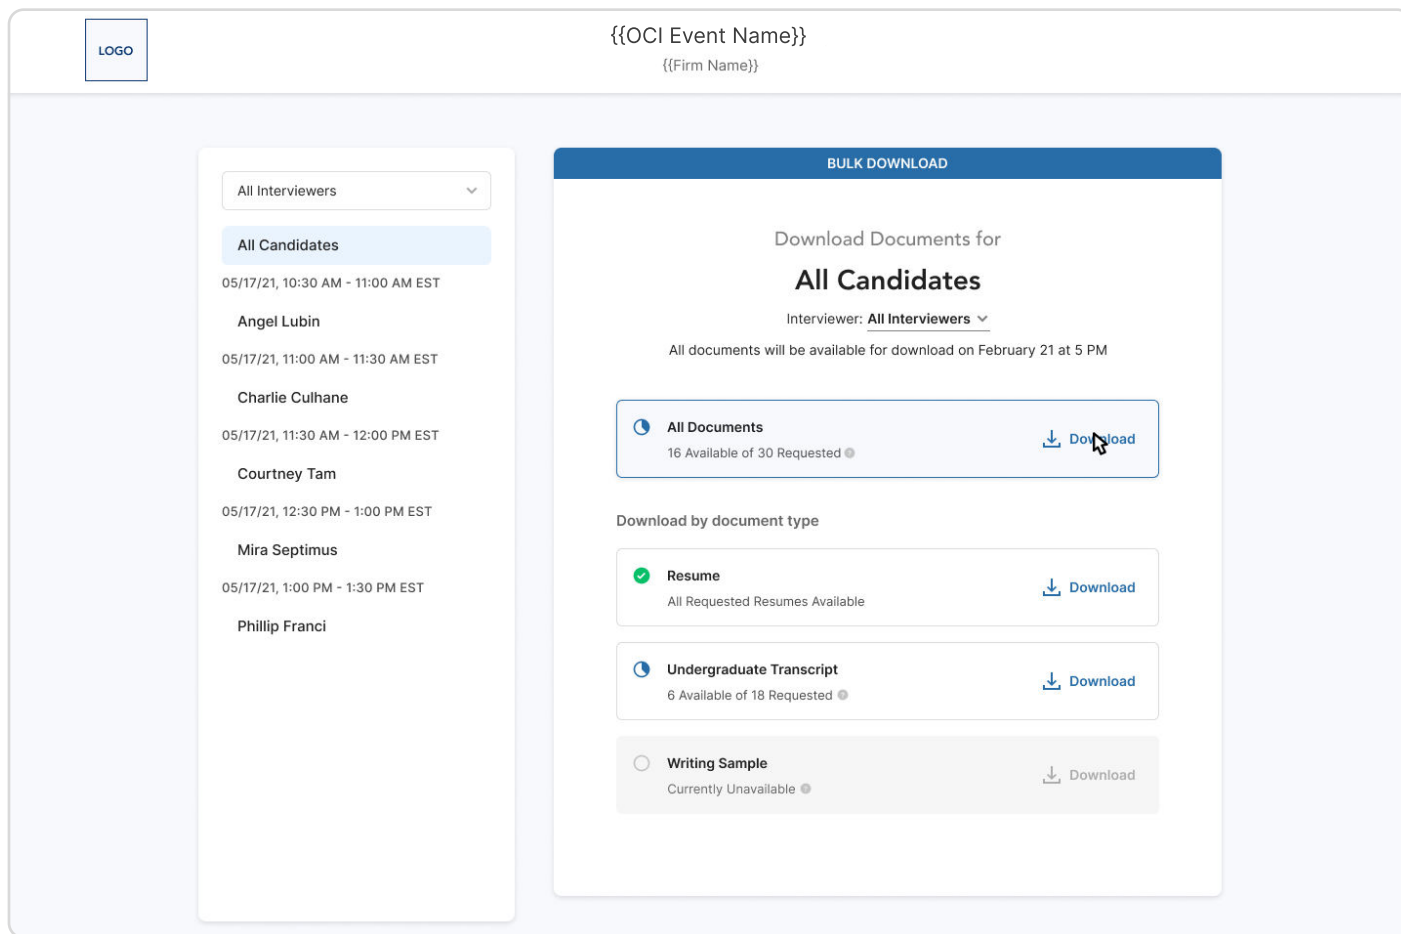 LOGO
{{OCI Event Name}}
{{Firm Name}}
All Interviewers
All Candidates
05/17/21, 10:30 AM - 11:00 AM EST
Angel Lubin
05/17/21, 11:00 AM - 11:30 AM EST
Charlie Culhane
05/17/21, 11:30 AM - 12:00 PM EST
Courtney Tam
05/17/21, 12:30 PM - 1:00 PM EST
Mira Septimus
05/17/21, 1:00 PM - 1:30 PM EST
Phillip Franci
BULK DOWNLOAD
Download Documents for
All Candidates
Interviewer: All Interviewers
All documents will be available for download on February 21 at 5 PM
All Documents
16 Available of 30 Requested
Download
Download by document type
Resume
All Requested Resumes Available
Download
Undergraduate Transcript
6 Available of 18 Requested
Download
Writing Sample
Currently Unavailable
Download